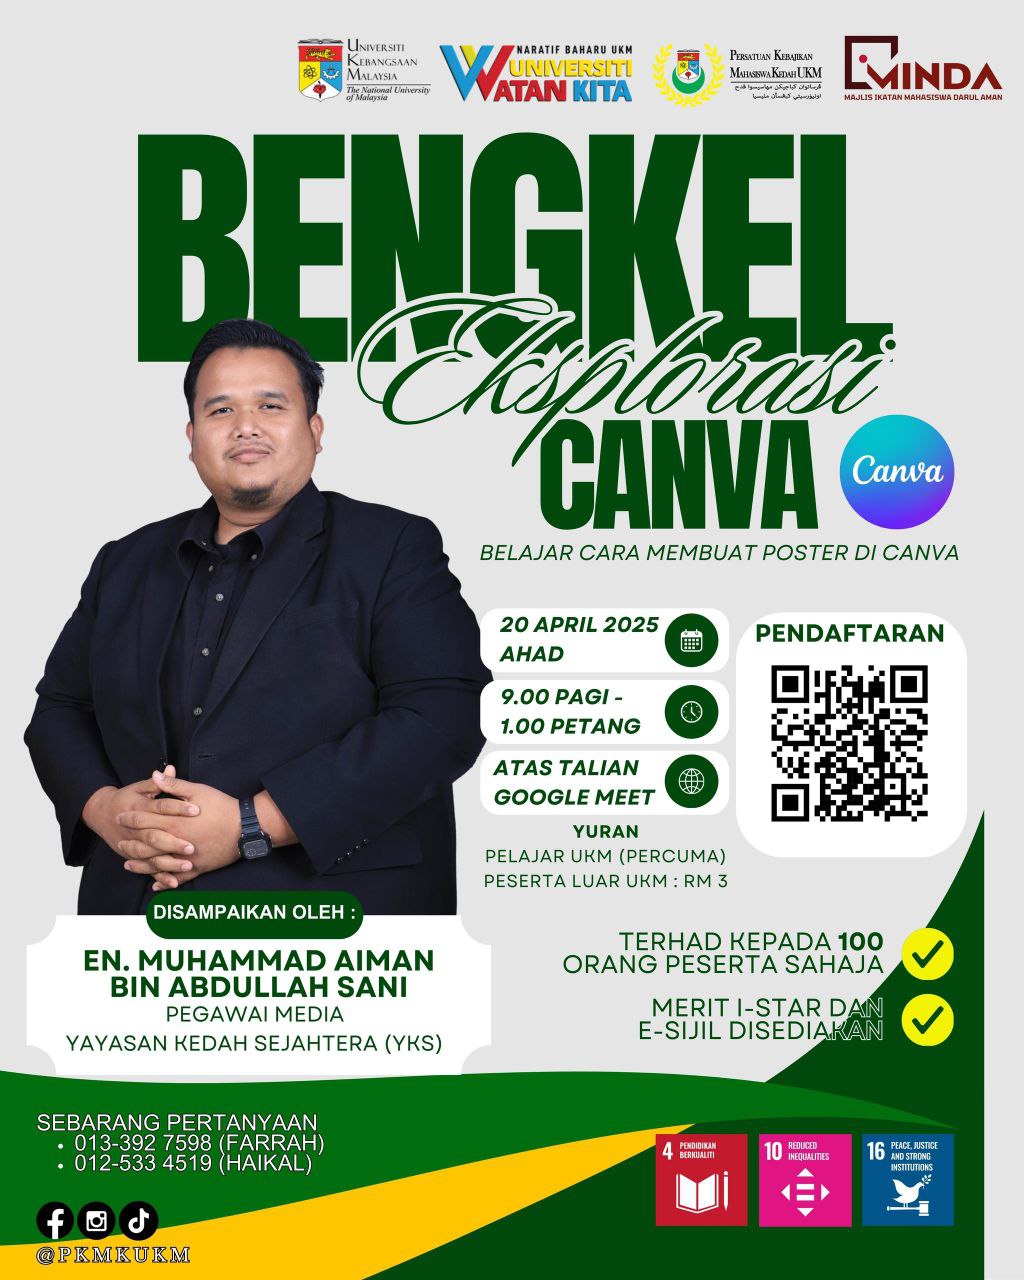 UNIVERSITI
KEBANGSAAN
MALAYSIA
The National University
of Malaysia
NARATIF BAHARU UKM
UNIVERSITI
WATAN KITA
PERSATUAN KEBAJIKAN
MAHASISWA KEDAH UKM
MINDA
MAJLIS IKATAN MAHASISWA DARUL AMAN
BENGKEL
Eksplorasi
CANVA
Canva
BELAJAR CARA MEMBUAT POSTER DI CANVA
20 APRIL 2025
AHAD
9.00 PAGI -
1.00 PETANG
ATAS TALIAN
GOOGLE MEET
PENDAFTARAN
YURAN
PELAJAR UKM (PERCUMA)
PESERTA LUAR UKM : RM 3
DISAMPAIKAN OLEH :
EN. MUHAMMAD AIMAN
BIN ABDULLAH SANI
PEGAWAI MEDIA
YAYASAN KEDAH SEJAHTERA (YKS)
TERHAD KEPADA 100
ORANG PESERTA SAHAJA
MERIT I-STAR DAN
E-SIJIL DISEDIAKAN
SEBARANG PERTANYAAN
• 013-392 7598 (FARRAH)
• 012-533 4519 (HAIKAL)
@PKMKUKM
4 PENDIDIKAN
BERKUALITI
10 REDUCED
INEQUALITIES
16 PEACE, JUSTICE
AND STRONG
INSTITUTIONS